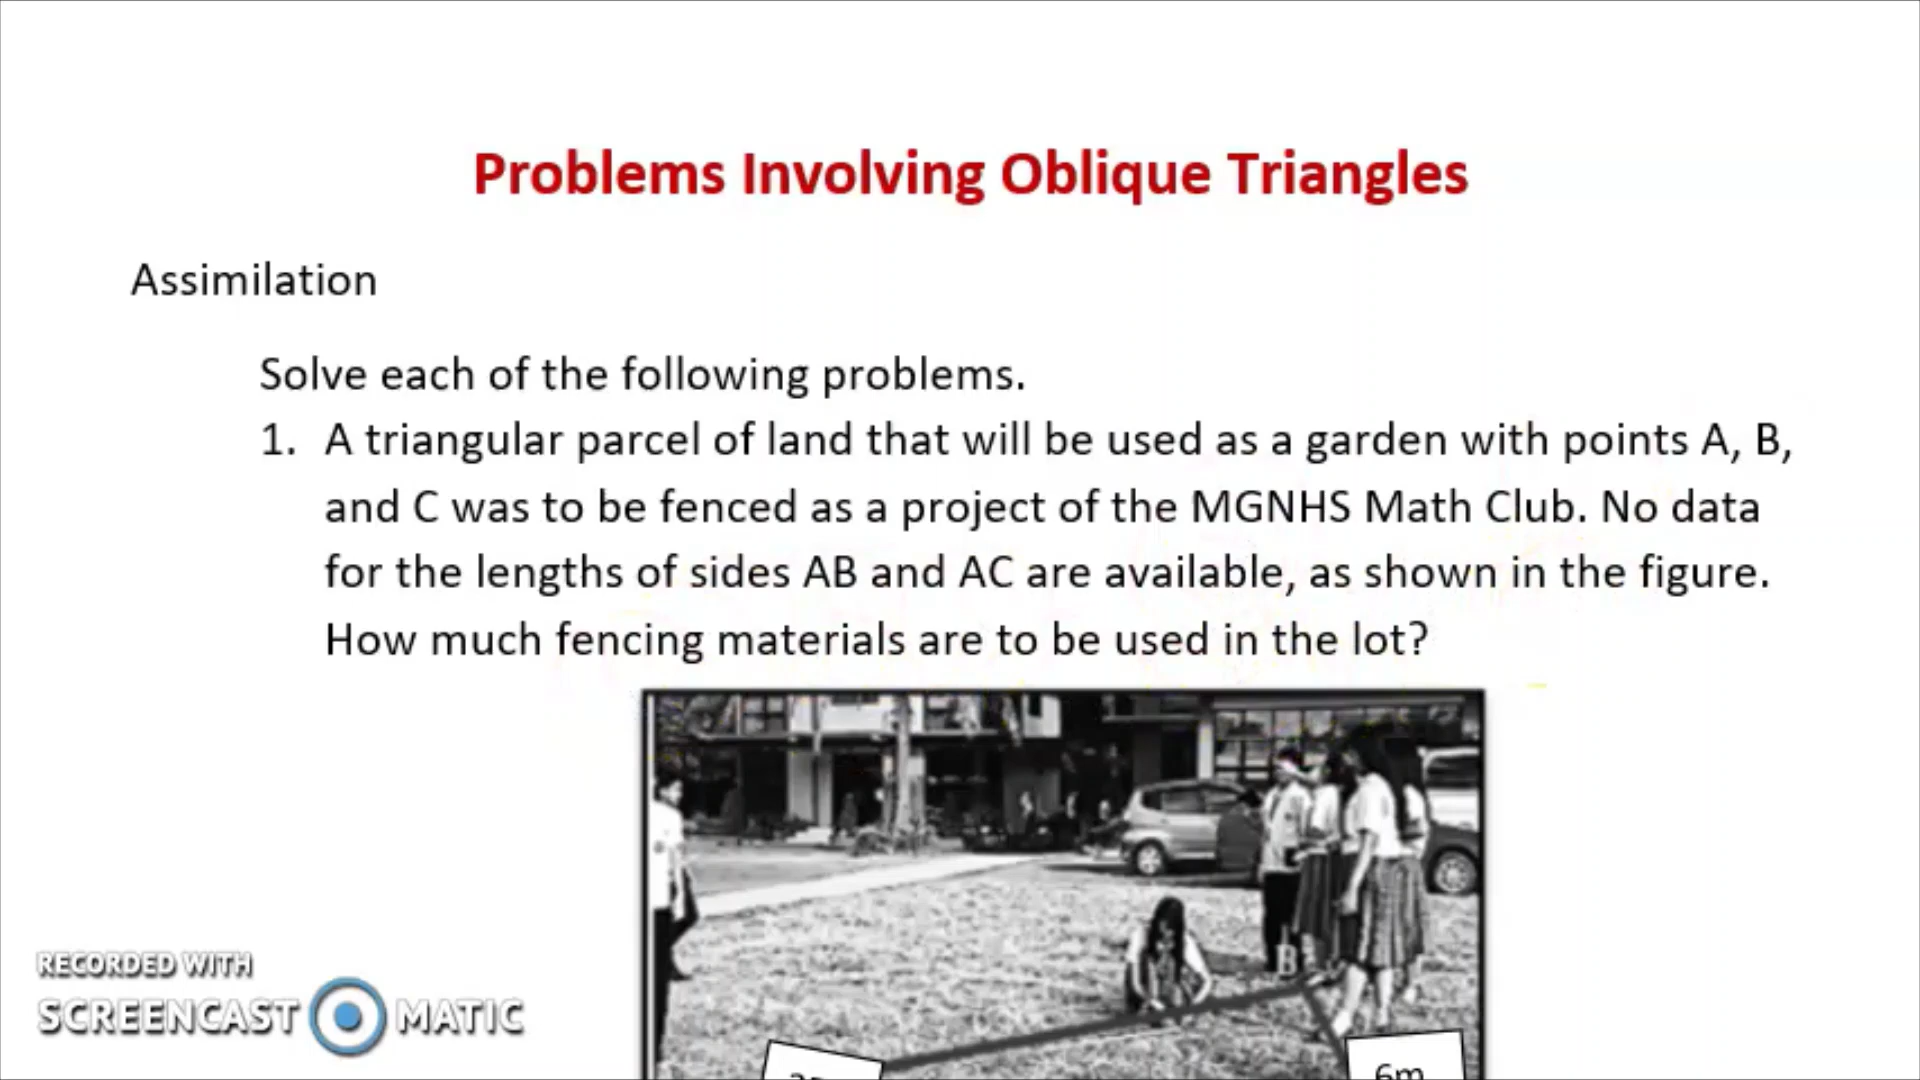 Problems Involving Oblique Triangles
Assimilation
Solve each of the following problems.
1. A triangular parcel of land that will be used as a garden with points A, B,
and C was to be fenced as a project of the MGNHS Math Club. No data
for the lengths of sides AB and AC are available, as shown in the figure.
How much fencing materials are to be used in the lot?
B
6m
RECORDED WITH
SCREENCAST MATIC